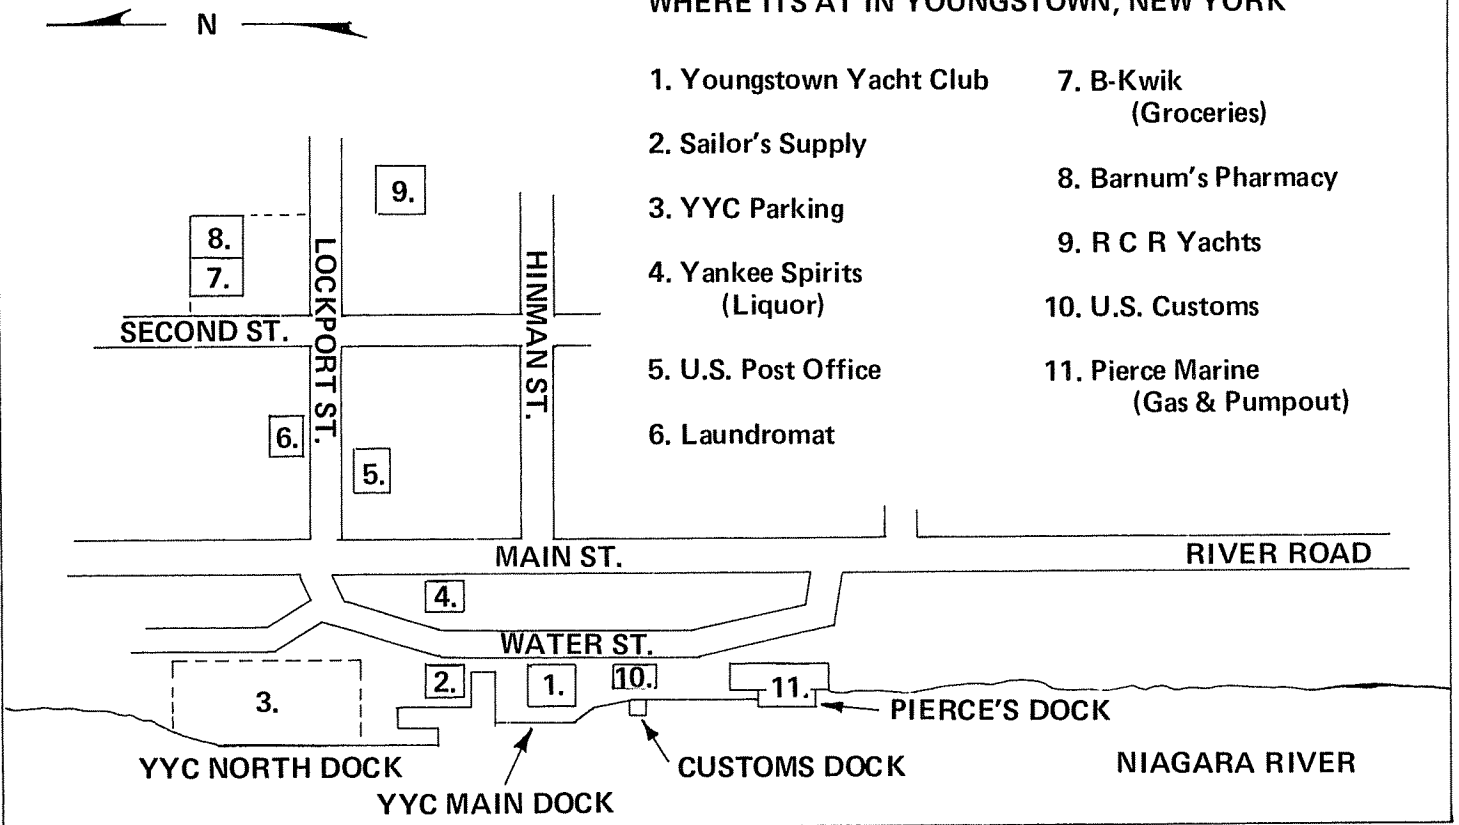 WHERE ITS AT IN YOUNGSTOWN, NEW YORK
N
1. Youngstown Yacht Club
2. Sailor's Supply
3. YYC Parking
4. Yankee Spirits
(Liquor)
5. U.S. Post Office
6. Laundromat
7. B-Kwik
(Groceries)
8. Barnum's Pharmacy
9. R C R Yachts
10. U.S. Customs
11. Pierce Marine
(Gas & Pumpout)
9.
8.
7.
LOCKPORT ST.
HINMAN ST.
SECOND ST.
6.
5.
MAIN ST.
RIVER ROAD
4.
WATER ST.
3.
2.
1.
10.
11.
PIERCE'S DOCK
YYC NORTH DOCK
CUSTOMS DOCK
NIAGARA RIVER
YYC MAIN DOCK